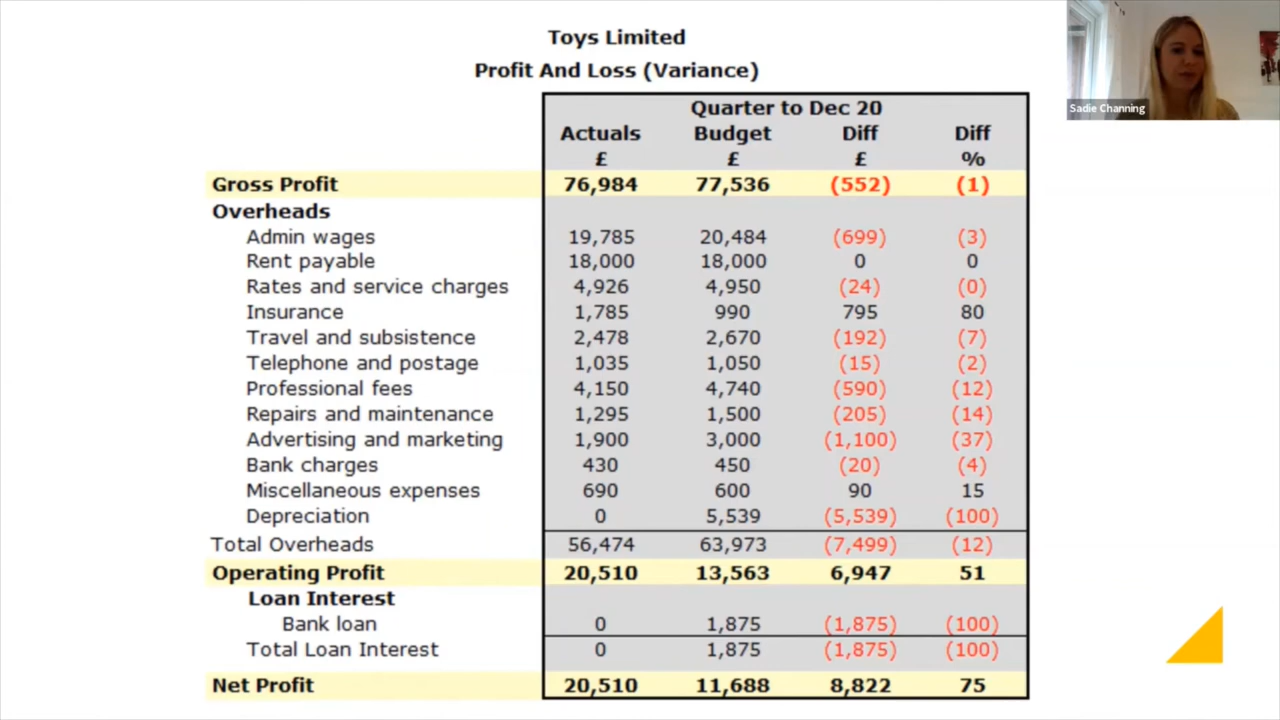 Toys Limited
Profit And Loss (Variance)
Sadie Channing
Quarter to Dec 20
Actuals Budget Diff Diff
£ £ £ %
Gross Profit 76,984 77,536 (552) (1)
Overheads
Admin wages 19,785 20,484 (699) (3)
Rent payable 18,000 18,000 0 0
Rates and service charges 4,926 4,950 (24) (0)
Insurance 1,785 990 795 80
Travel and subsistence 2,478 2,670 (192) (7)
Telephone and postage 1,035 1,050 (15) (2)
Professional fees 4,150 4,740 (590) (12)
Repairs and maintenance 1,295 1,500 (205) (14)
Advertising and marketing 1,900 3,000 (1,100) (37)
Bank charges 430 450 (20) (4)
Miscellaneous expenses 690 600 90 15
Depreciation 0 5,539 (5,539) (100)
Total Overheads 56,474 63,973 (7,499) (12)
Operating Profit 20,510 13,563 6,947 51
Loan Interest
Bank loan 0 1,875 (1,875) (100)
Total Loan Interest 0 1,875 (1,875) (100)
Net Profit 20,510 11,688 8,822 75